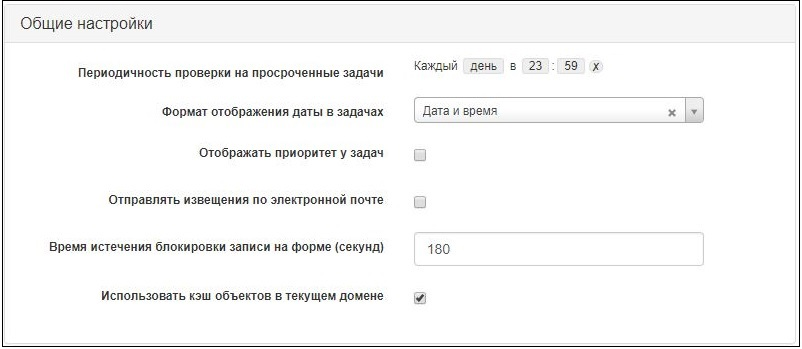 Общие настройки
Периодичность проверки на просроченные задачи Каждый день в 23 : 59 x
Формат отображения даты в задачах Дата и время
Отображать приоритет у задач
Отправлять извещения по электронной почте
Время истечения блокировки записи на форме (секунд) 180
Использовать кэш объектов в текущем домене